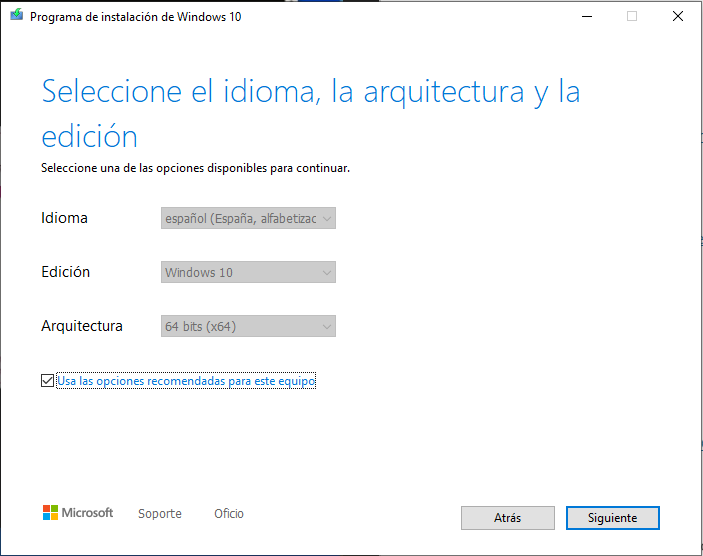 Programa de instalación de Windows 10
Seleccione el idioma, la arquitectura y la
edición
Seleccione una de las opciones disponibles para continuar.
Idioma español (España, alfabetizac
Edición Windows 10
Arquitectura 64 bits (x64)
Usa las opciones recomendadas para este equipo
Microsoft Soporte Oficio Atrás Siguiente